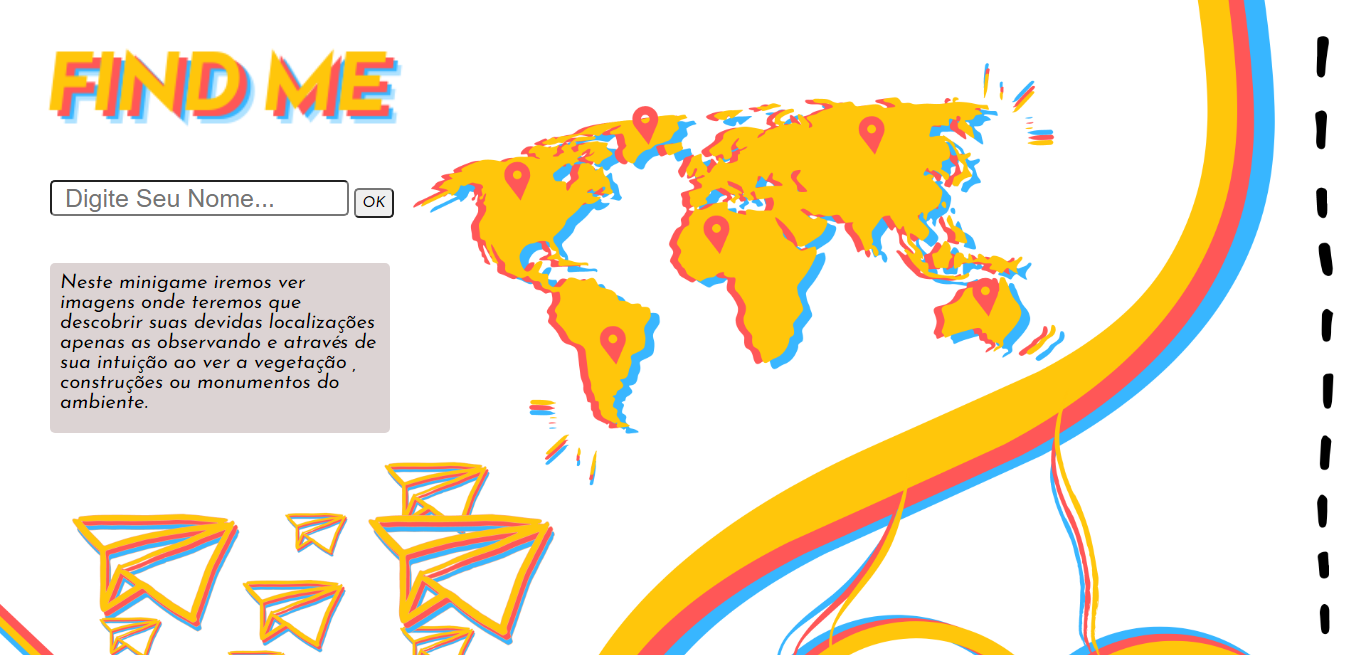 FIND ME
Digite Seu Nome...
OK
Neste minigame iremos ver
imagens onde teremos que
descobrir suas devidas localizações
apenas as observando e através de
sua intuição ao ver a vegetação ,
construções ou monumentos do
ambiente.